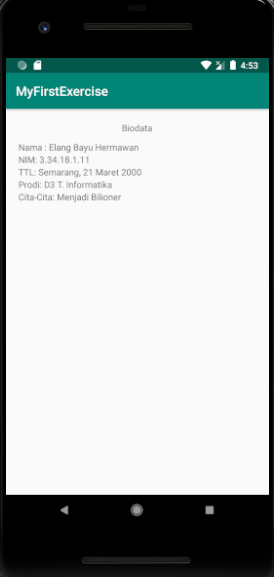 4:53
MyFirstExercise
Biodata
Nama : Elang Bayu Hermawan
NIM: 3.34.18.1.11
TTL: Semarang, 21 Maret 2000
Prodi: D3 T. Informatika
Cita-Cita: Menjadi Bilioner